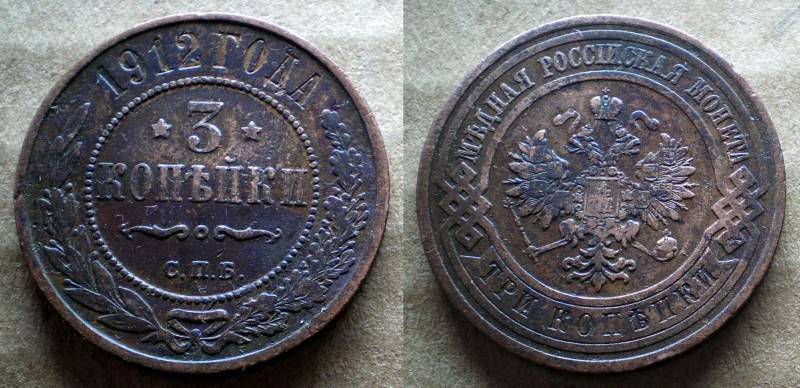 1912 ГОДА
3
КОПѢЙКИ
С.П.Б.
МѢДНАЯ РОССІЙСКАЯ МОНЕТА
ТРИ КОПѢЙКИ